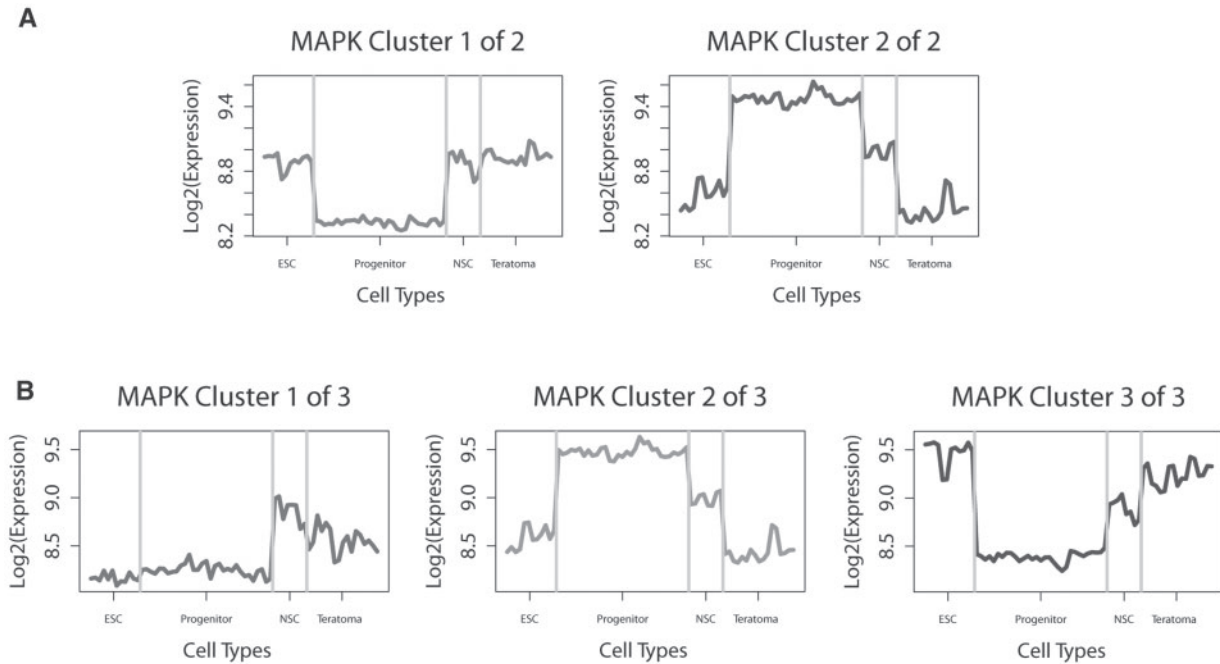 A
MAPK Cluster 1 of 2
Log2(Expression)
9.4
8.8
8.2
ESC Progenitor NSC Teratoma
Cell Types
MAPK Cluster 2 of 2
Log2(Expression)
9.4
8.8
8.2
ESC Progenitor NSC Teratoma
Cell Types
B
MAPK Cluster 1 of 3
Log2(Expression)
9.5
9.0
8.5
ESC Progenitor NSC Teratoma
Cell Types
MAPK Cluster 2 of 3
Log2(Expression)
9.5
9.0
8.5
ESC Progenitor NSC Teratoma
Cell Types
MAPK Cluster 3 of 3
Log2(Expression)
9.5
9.0
8.5
ESC Progenitor NSC Teratoma
Cell Types